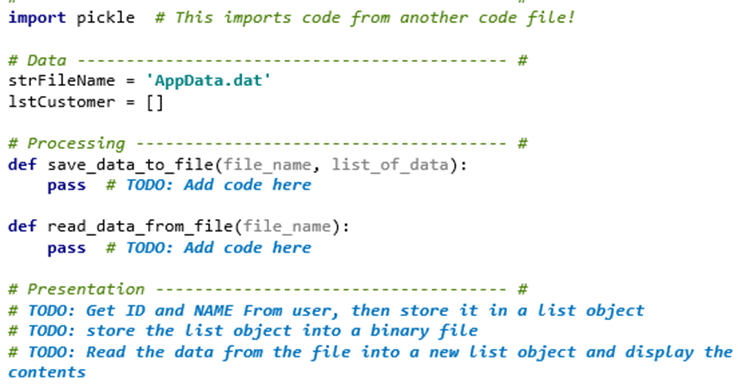 import pickle  # This imports code from another code file!
# Data -------------------------------------------- #
strFileName = 'AppData.dat'
lstCustomer = []
# Processing -------------------------------------- #
def save_data_to_file(file_name, list_of_data):
    pass  # TODO: Add code here
def read_data_from_file(file_name):
    pass  # TODO: Add code here
# Presentation ------------------------------------ #
# TODO: Get ID and NAME From user, then store it in a list object
# TODO: store the list object into a binary file
# TODO: Read the data from the file into a new list object and display the
contents